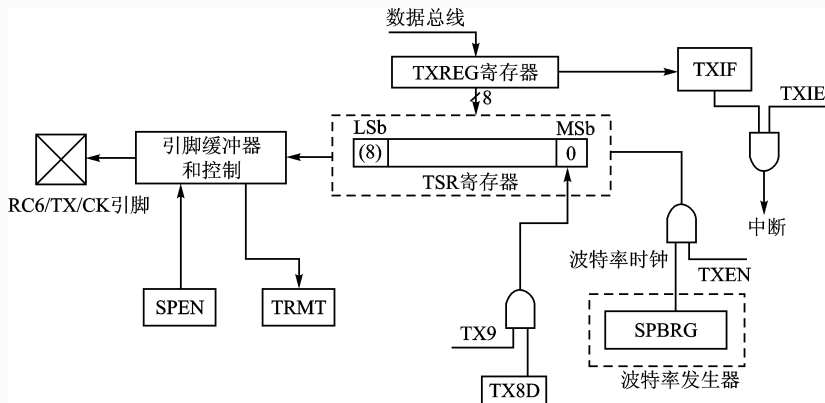 数据总线
TXREG寄存器
TXIF
8
TXIE
LSb
MSb
(8)
0
引脚缓冲器
和控制
TSR寄存器
RC6/TX/CK引脚
中断
波特率时钟
TXEN
SPEN
TRMT
TX9
SPBRG
TX8D
波特率发生器